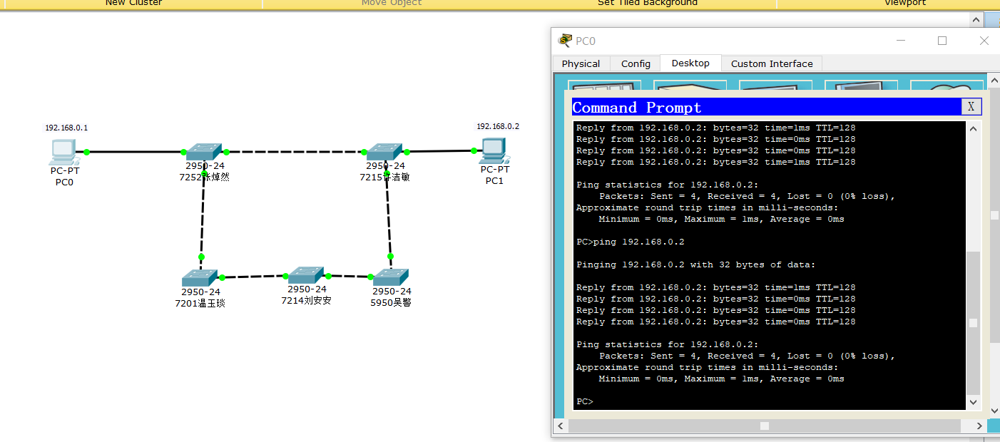 New Cluster
Move Object
Set Tiled Background
Viewport
192.168.0.1
PC-PT
PC0
2950-24
7252张焯然
2950-24
7215许洁敏
192.168.0.2
PC-PT
PC1
2950-24
7201温玉琰
2950-24
7214刘安安
2950-24
PC0
Physical
Config
Desktop
Custom Interface
Command Prompt
X
Reply from 192.168.0.2: bytes=32 time=1ms TTL=128
Reply from 192.168.0.2: bytes=32 time=0ms TTL=128
Reply from 192.168.0.2: bytes=32 time=0ms TTL=128
Reply from 192.168.0.2: bytes=32 time=1ms TTL=128
Ping statistics for 192.168.0.2:
Packets: Sent = 4, Received = 4, Lost = 0 (0% loss),
Approximate round trip times in milli-seconds:
Minimum = 0ms, Maximum = 1ms, Average = 0ms
PC>ping 192.168.0.2
Pinging 192.168.0.2 with 32 bytes of data:
Reply from 192.168.0.2: bytes=32 time=1ms TTL=128
Reply from 192.168.0.2: bytes=32 time=0ms TTL=128
Reply from 192.168.0.2: bytes=32 time=0ms TTL=128
Reply from 192.168.0.2: bytes=32 time=0ms TTL=128
Ping statistics for 192.168.0.2:
Packets: Sent = 4, Received = 4, Lost = 0 (0% loss),
Approximate round trip times in milli-seconds:
Minimum = 0ms, Maximum = 1ms, Average = 0ms
PC>